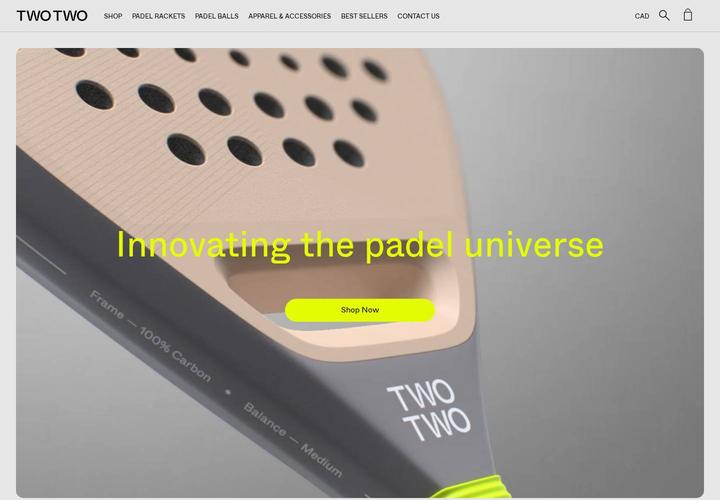 TWO TWO
SHOP
PADEL RACKETS
PADEL BALLS
APPAREL & ACCESSORIES
BEST SELLERS
CONTACT US
CAD
Innovating the padel universe
Shop Now
Frame — 100% Carbon • Balance — Medium
TWO
TWO